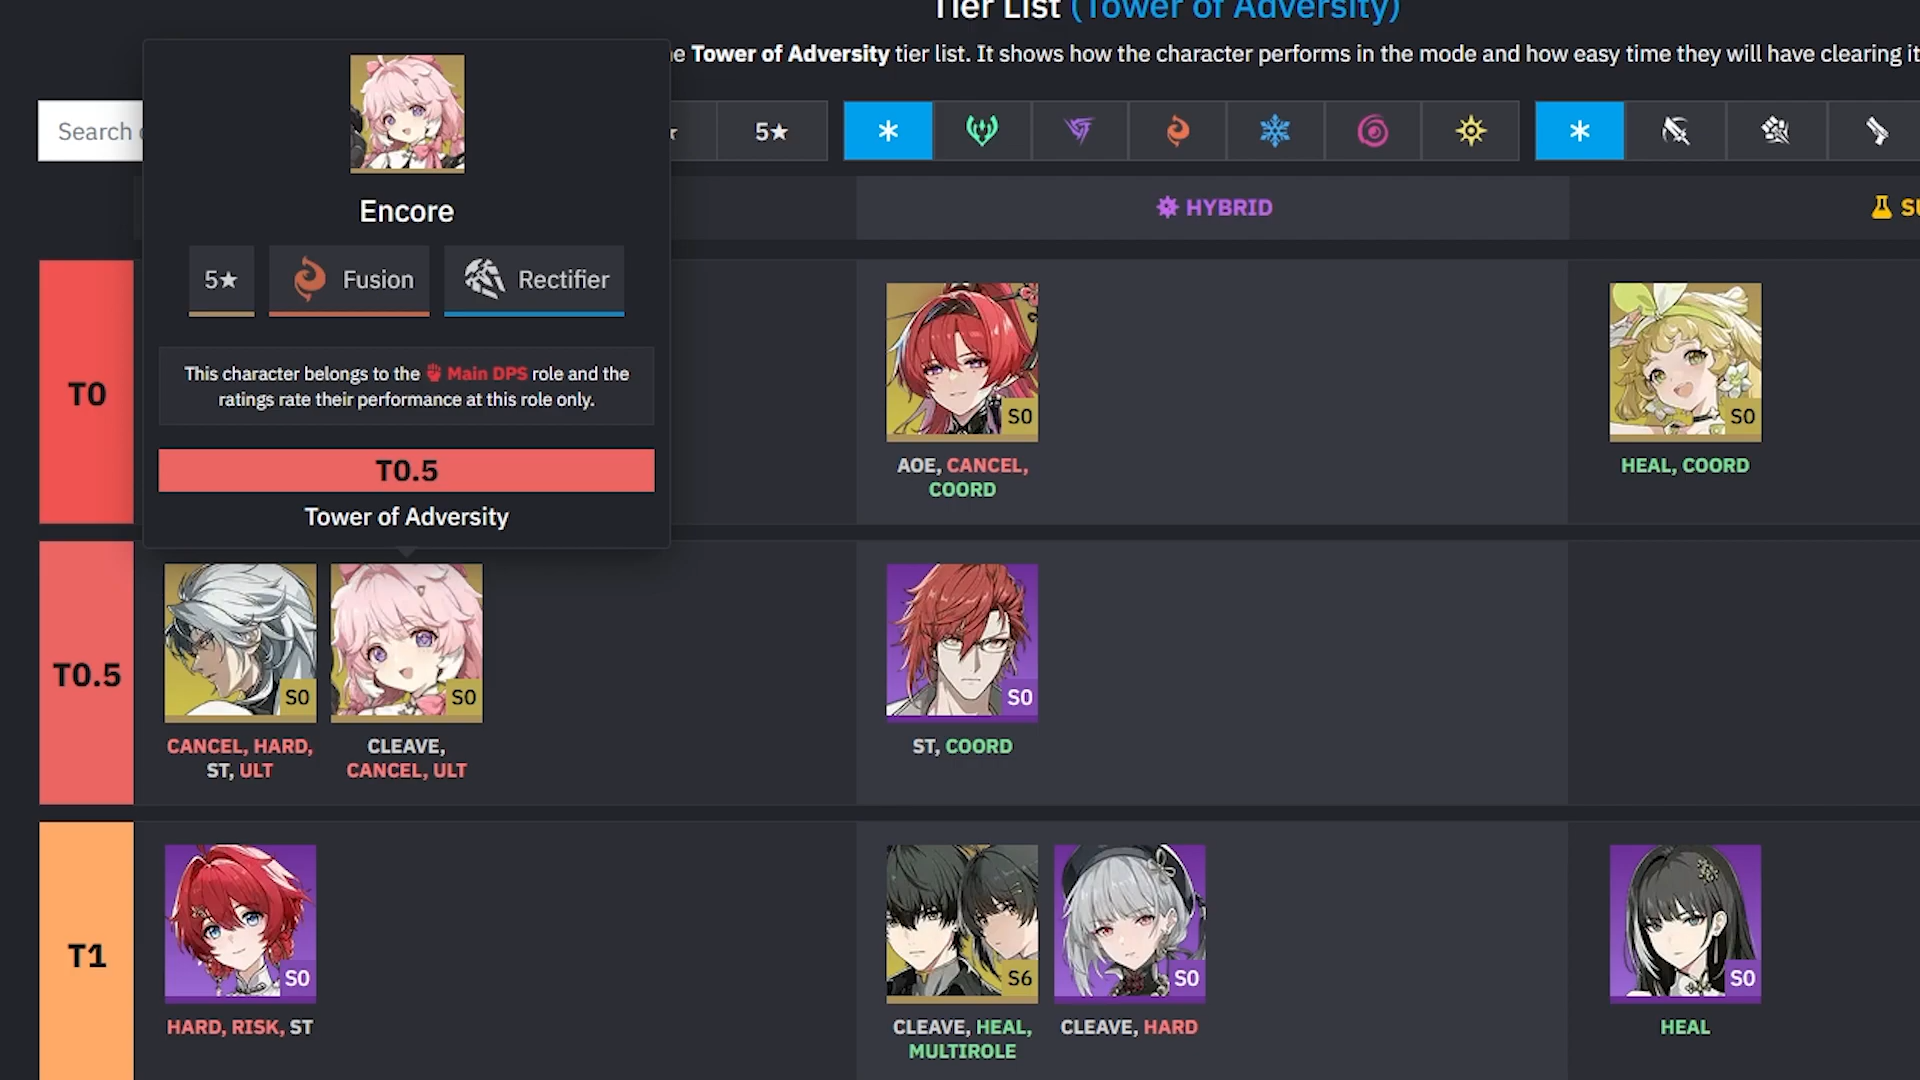 Tier List (Tower of Adversity)
Tower of Adversity tier list. It shows how the character performs in the mode and how easy time they will have clearing it
Search
5★
HYBRID
Encore
5★
Fusion
Rectifier
This character belongs to the Main DPS role and the
ratings rate their performance at this role only.
T0.5
Tower of Adversity
T0
S0
AOE, CANCEL,
COORD
S0
HEAL, COORD
T0.5
S0
CANCEL, HARD,
ST, ULT
S0
CLEAVE,
CANCEL, ULT
S0
ST, COORD
T1
S0
HARD, RISK, ST
S6
CLEAVE, HEAL,
MULTIROLE
S0
CLEAVE, HARD
S0
HEAL